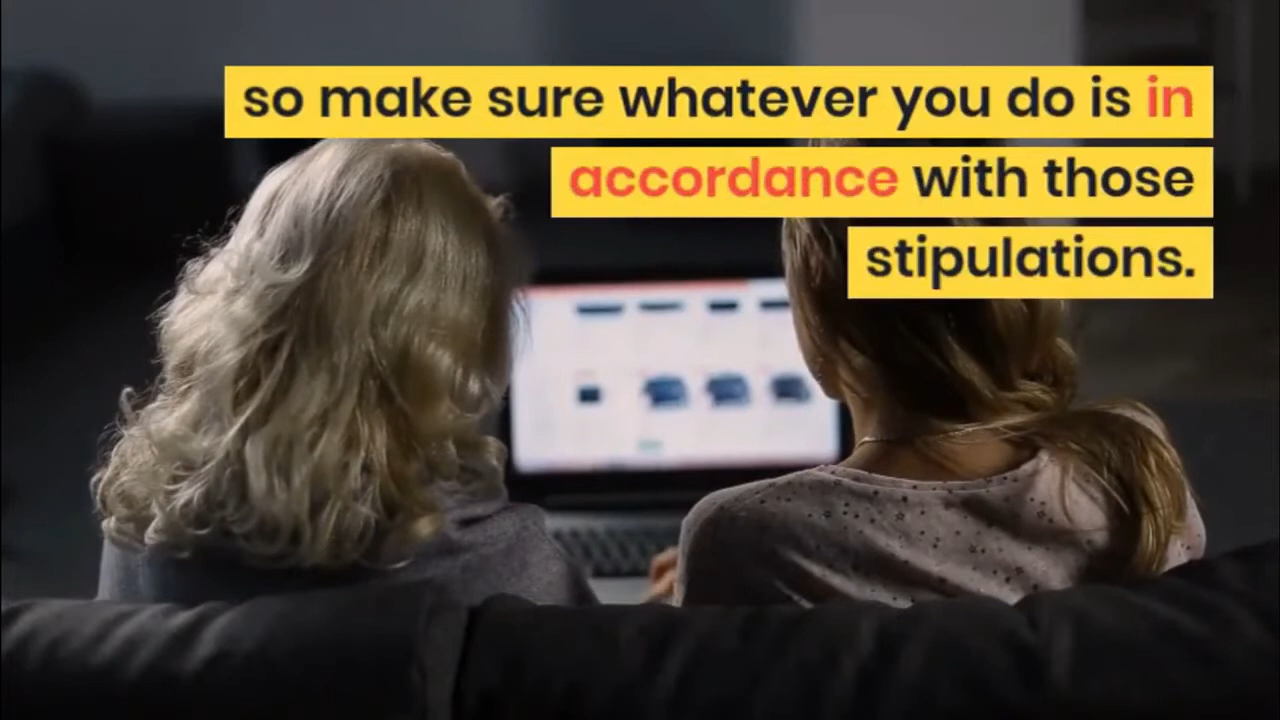 so make sure whatever you do is in
accordance with those
stipulations.